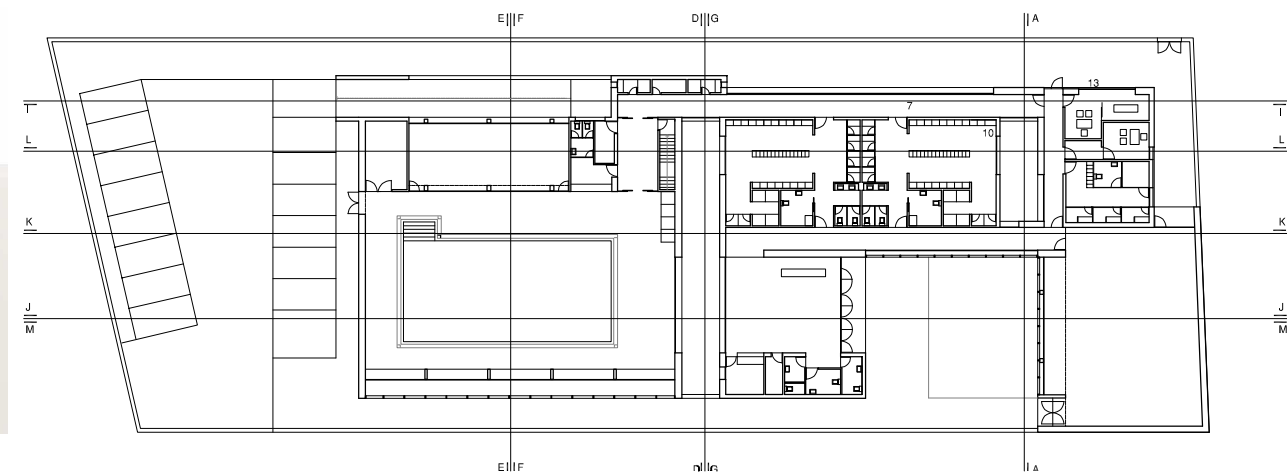 E F D G A
13
I 7 I
L 10 L
K K
J J
M M
E F D G A